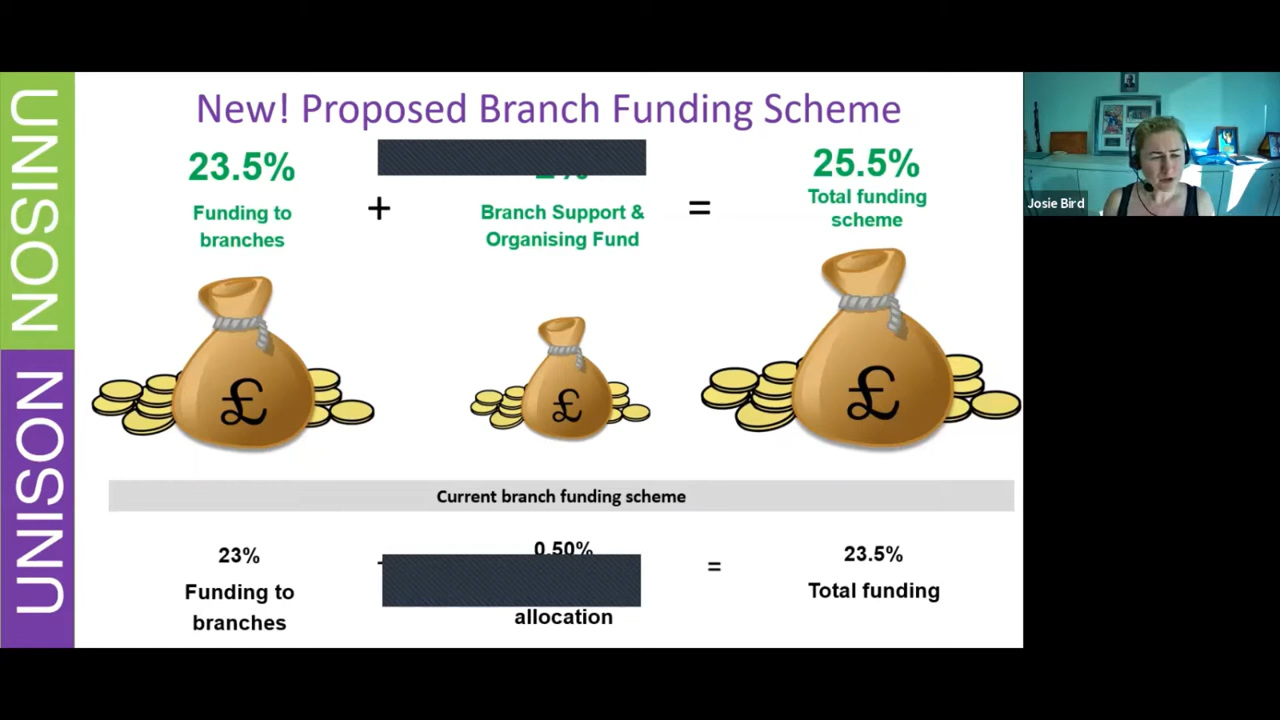 UNISON
UNISON
New! Proposed Branch Funding Scheme
23.5%
Funding to
branches
+
Branch Support &
Organising Fund
=
25.5%
Total funding
scheme
£
£
£
Current branch funding scheme
23%
Funding to
branches
0.50%
allocation
=
23.5%
Total funding
Josie Bird